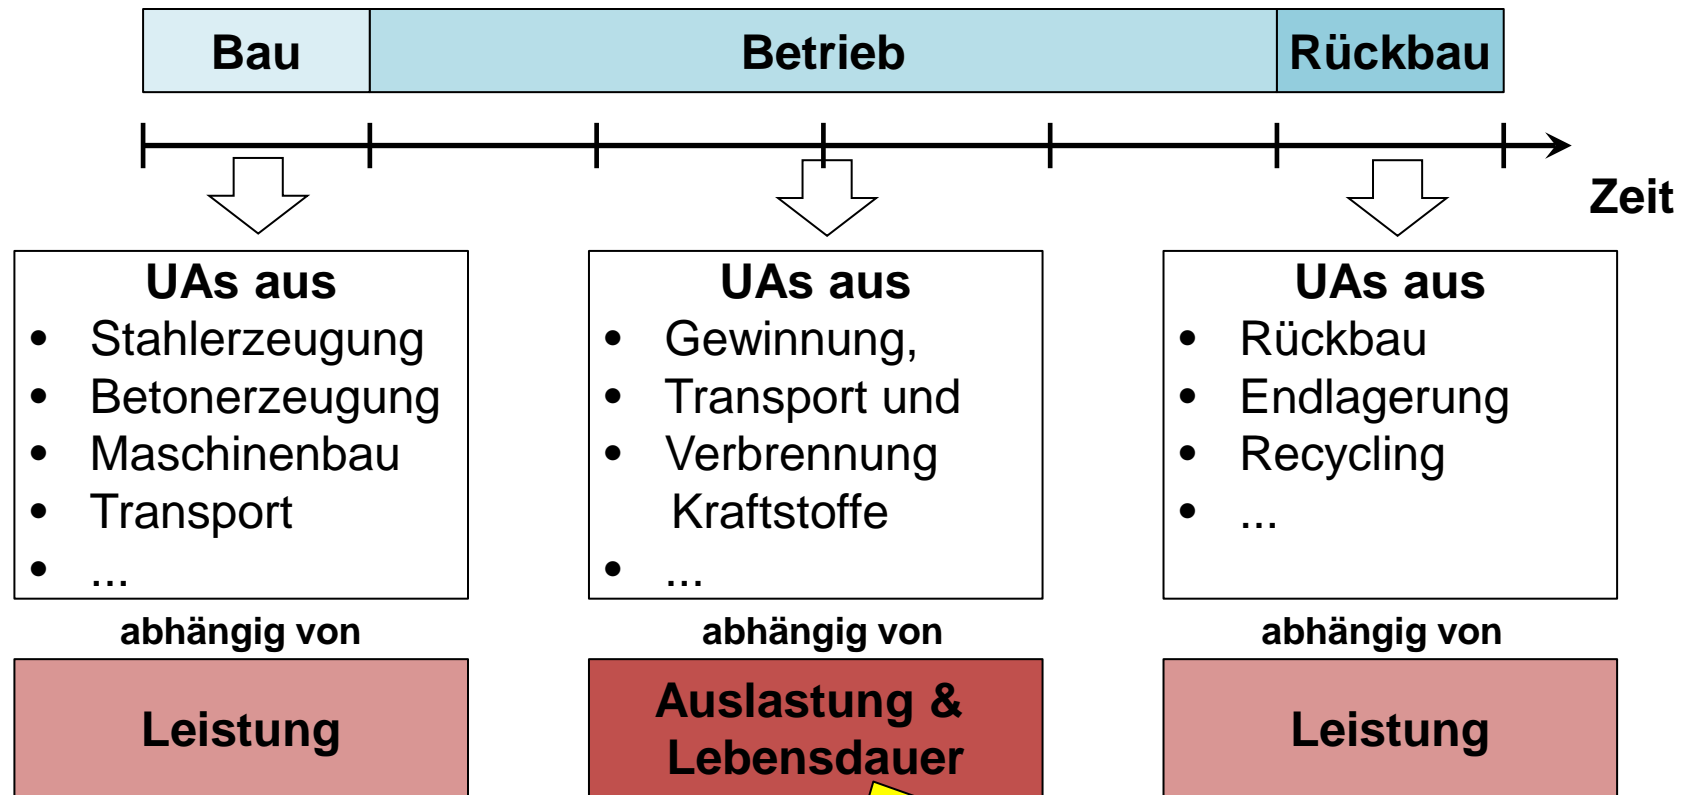 Bau
Betrieb
Rückbau
Zeit
UAs aus
• Stahlerzeugung
• Betonerzeugung
• Maschinenbau
• Transport
• ...
abhängig von
Leistung
UAs aus
• Gewinnung,
• Transport und
• Verbrennung
Kraftstoffe
• ...
abhängig von
Auslastung &
Lebensdauer
UAs aus
• Rückbau
• Endlagerung
• Recycling
• ...
abhängig von
Leistung